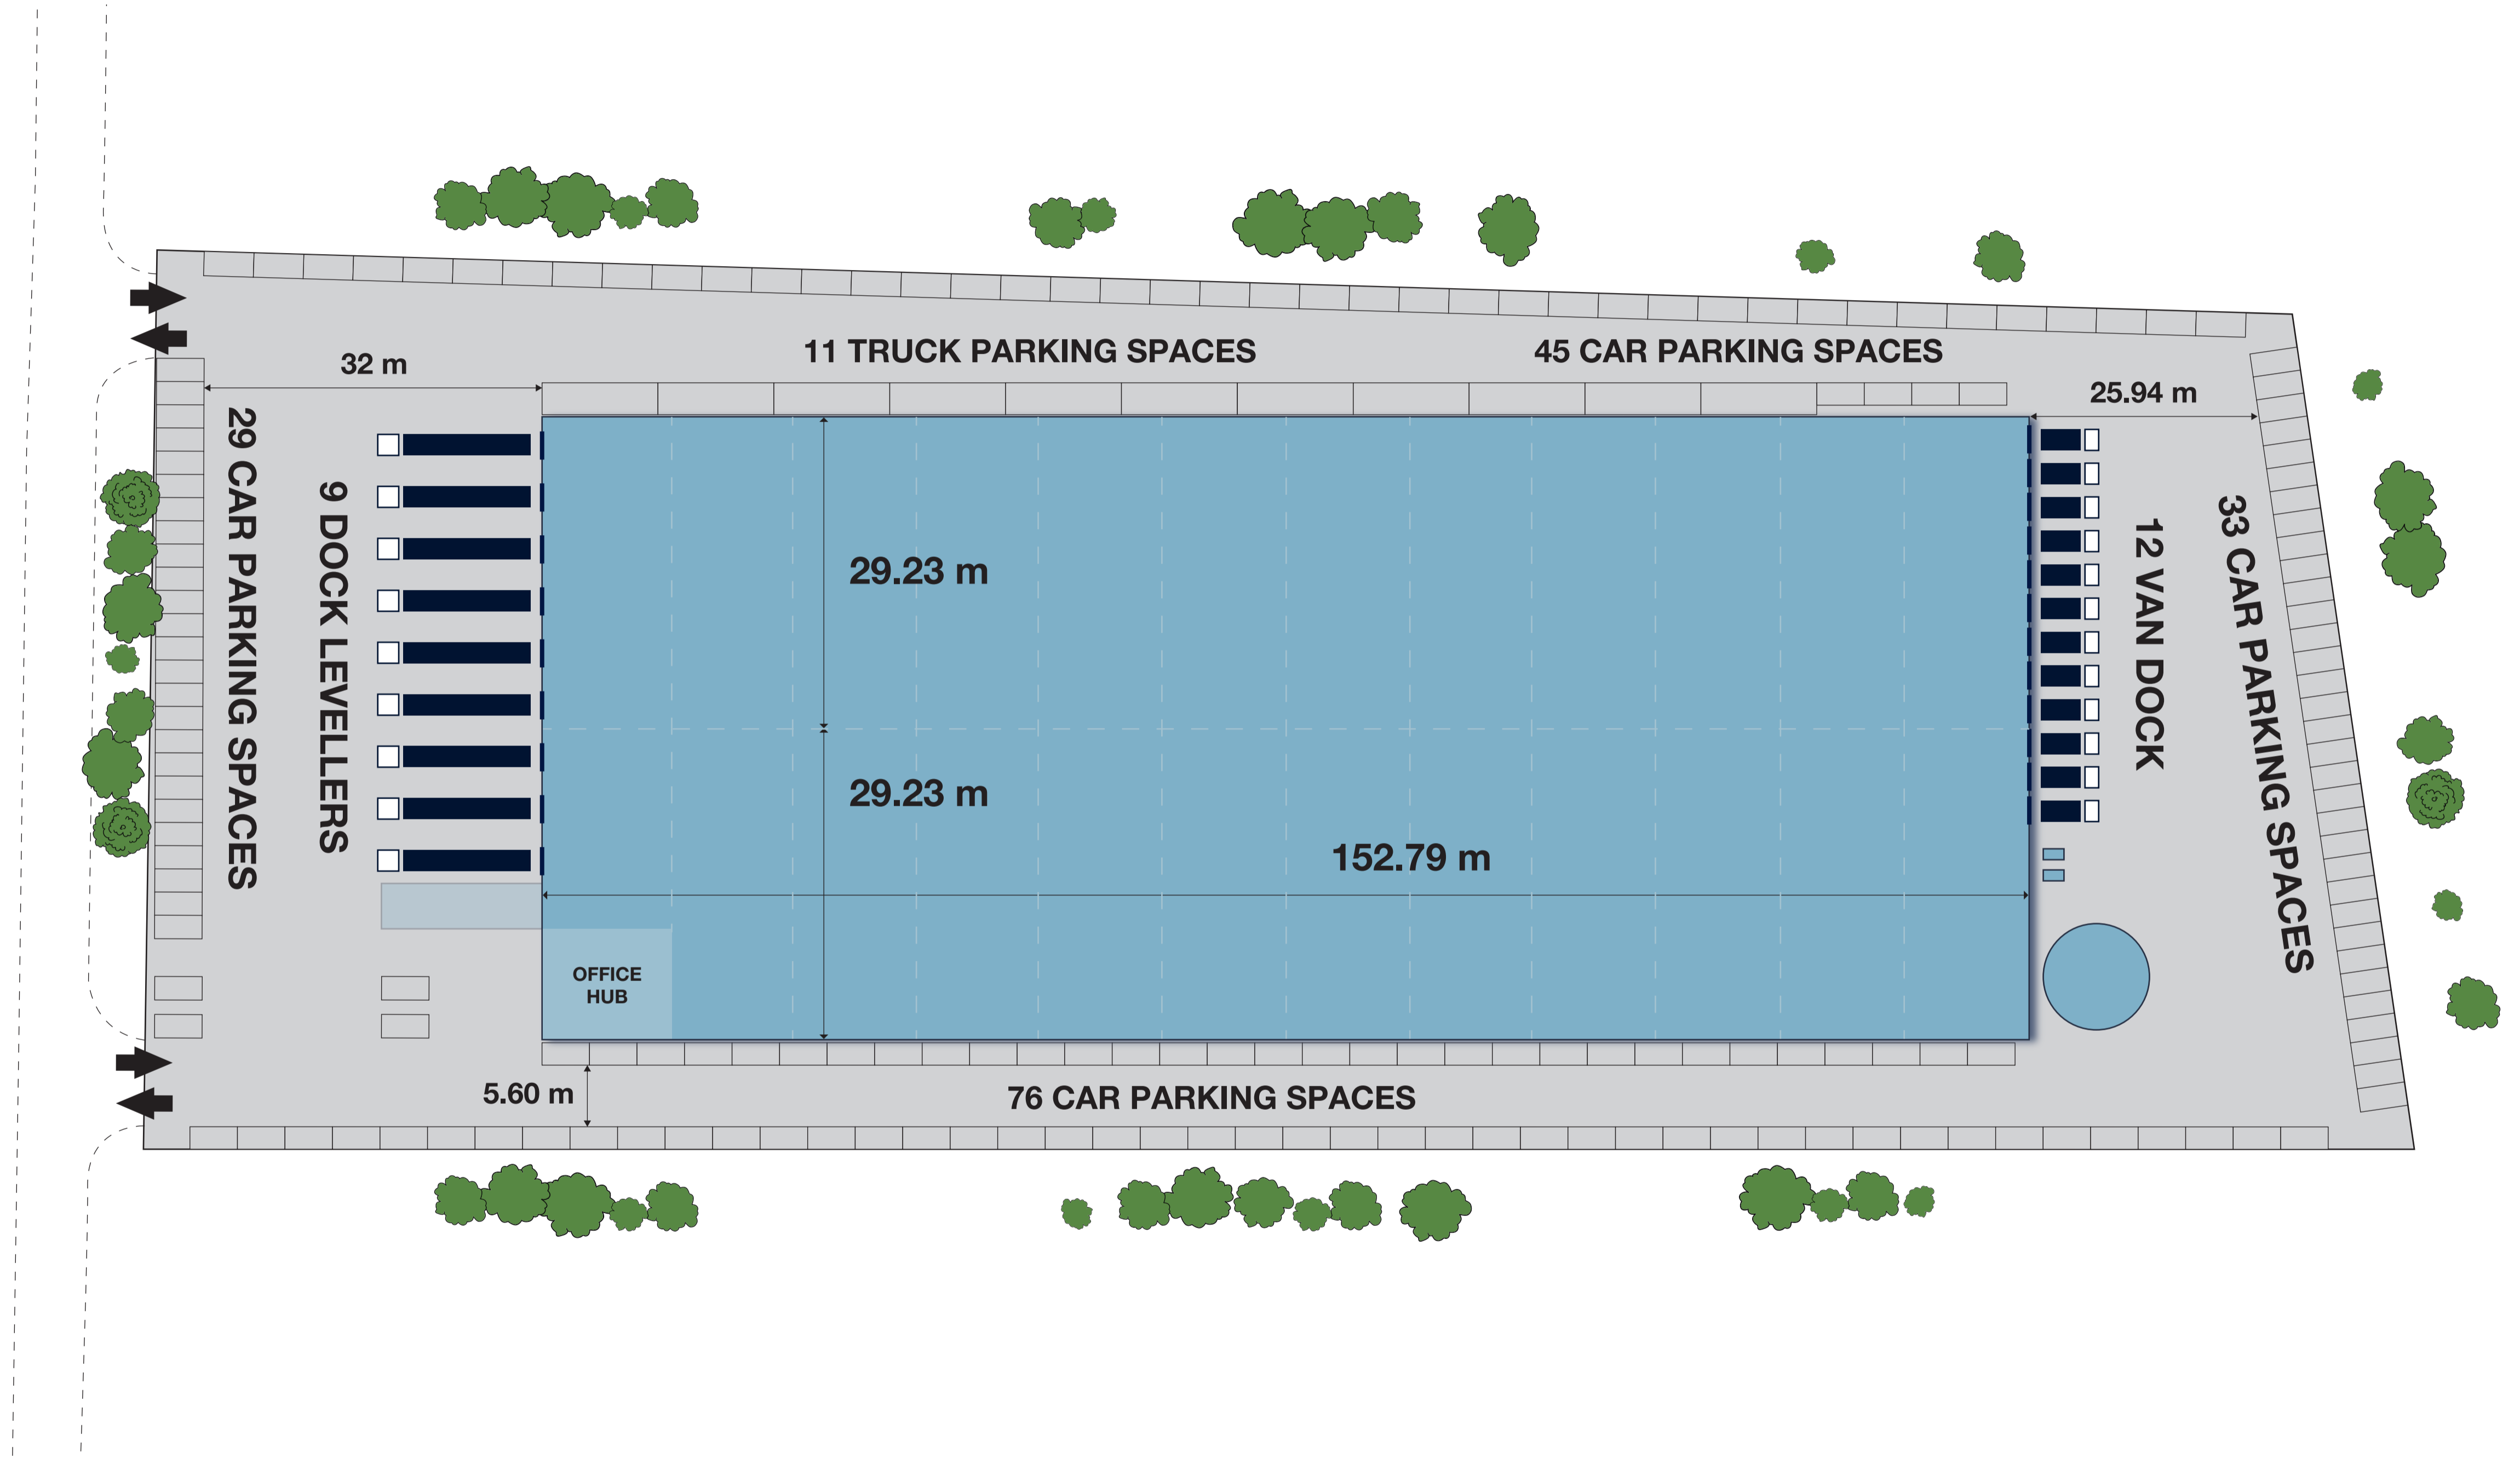 11 TRUCK PARKING SPACES
45 CAR PARKING SPACES
32 m
25.94 m
29 CAR PARKING SPACES
9 DOCK LEVELLERS
29.23 m
29.23 m
152.79 m
12 VAN DOCK
33 CAR PARKING SPACES
OFFICE
HUB
5.60 m
76 CAR PARKING SPACES